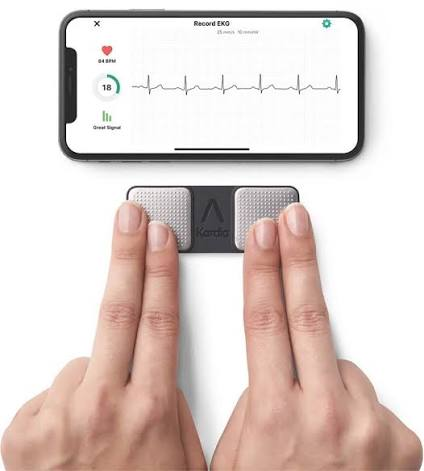 Record EKG
25 mm/s 10 mm/mV
84 BPM
18
Great Signal
Kardia